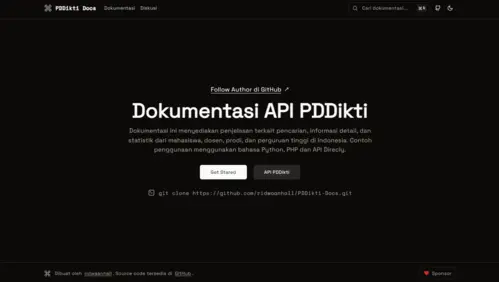 PDDikti Docs
Dokumentasi
Diskusi
Cari dokumentasi...
⌘K
Follow Author di GitHub ↗
Dokumentasi API PDDikti
Dokumentasi ini menyediakan penjelasan terkait pencarian, informasi detail, dan
statistik dari mahasiswa, dosen, prodi, dan perguruan tinggi di Indonesia. Contoh
penggunaan menggunakan bahasa Python, PHP dan API Direcly.
Get Stared
API PDDikti
git clone https://github.com/ridwaanhall/PDDikti-Docs.git
Dibuat oleh ridwaanhall. Source code tersedia di GitHub.
Sponsor